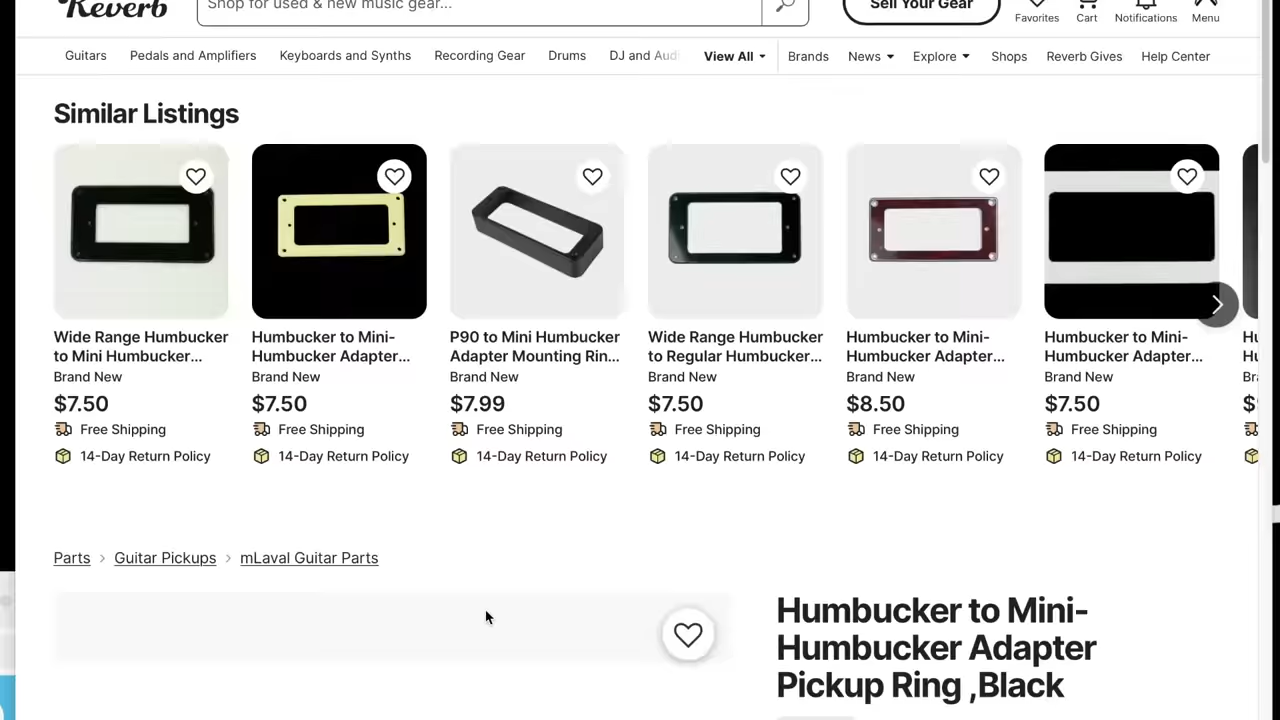 Reverb
Shop for used & new music gear...
Sell Your Gear
Favorites Cart Notifications Menu
Guitars Pedals and Amplifiers Keyboards and Synths Recording Gear Drums DJ and Aud View All Brands News Explore Shops Reverb Gives Help Center
Similar Listings
Wide Range Humbucker
to Mini Humbucker...
Brand New
$7.50
Free Shipping
14-Day Return Policy
Humbucker to Mini-
Humbucker Adapter...
Brand New
$7.50
Free Shipping
14-Day Return Policy
P90 to Mini Humbucker
Adapter Mounting Rin...
Brand New
$7.99
Free Shipping
14-Day Return Policy
Wide Range Humbucker
to Regular Humbucker...
Brand New
$7.50
Free Shipping
14-Day Return Policy
Humbucker to Mini-
Humbucker Adapter...
Brand New
$8.50
Free Shipping
14-Day Return Policy
Humbucker to Mini-
Humbucker Adapter...
Brand New
$7.50
Free Shipping
14-Day Return Policy
Parts > Guitar Pickups > mLaval Guitar Parts
Humbucker to Mini-
Humbucker Adapter
Pickup Ring ,Black